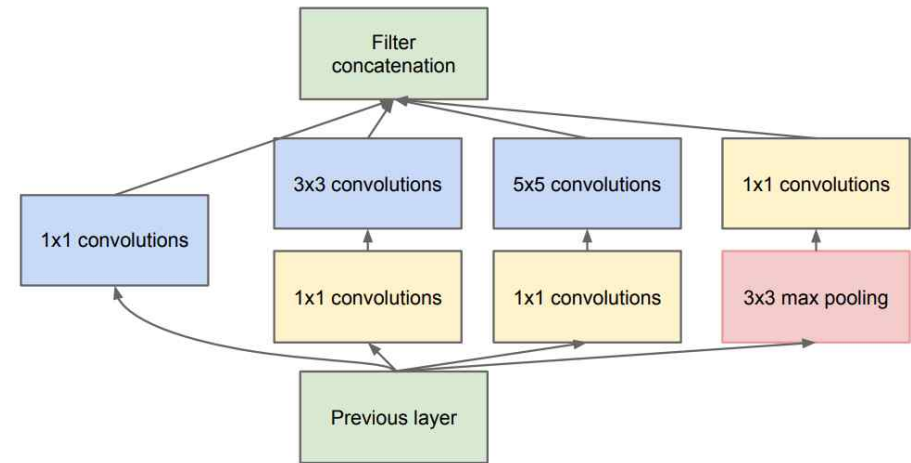 Filter
concatenation
3x3 convolutions
5x5 convolutions
1x1 convolutions
1x1 convolutions
1x1 convolutions
1x1 convolutions
3x3 max pooling
Previous layer